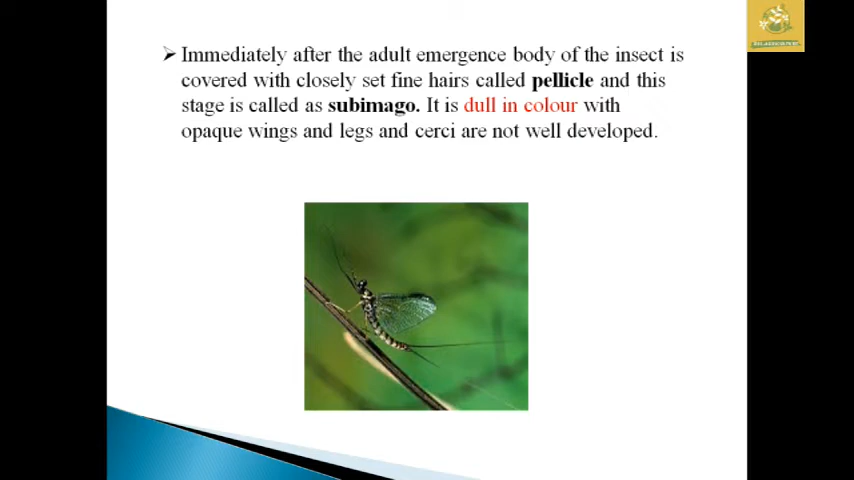 ➢ Immediately after the adult emergence body of the insect is
covered with closely set fine hairs called pellicle and this
stage is called as subimago. It is dull in colour with
opaque wings and legs and cerci are not well developed.